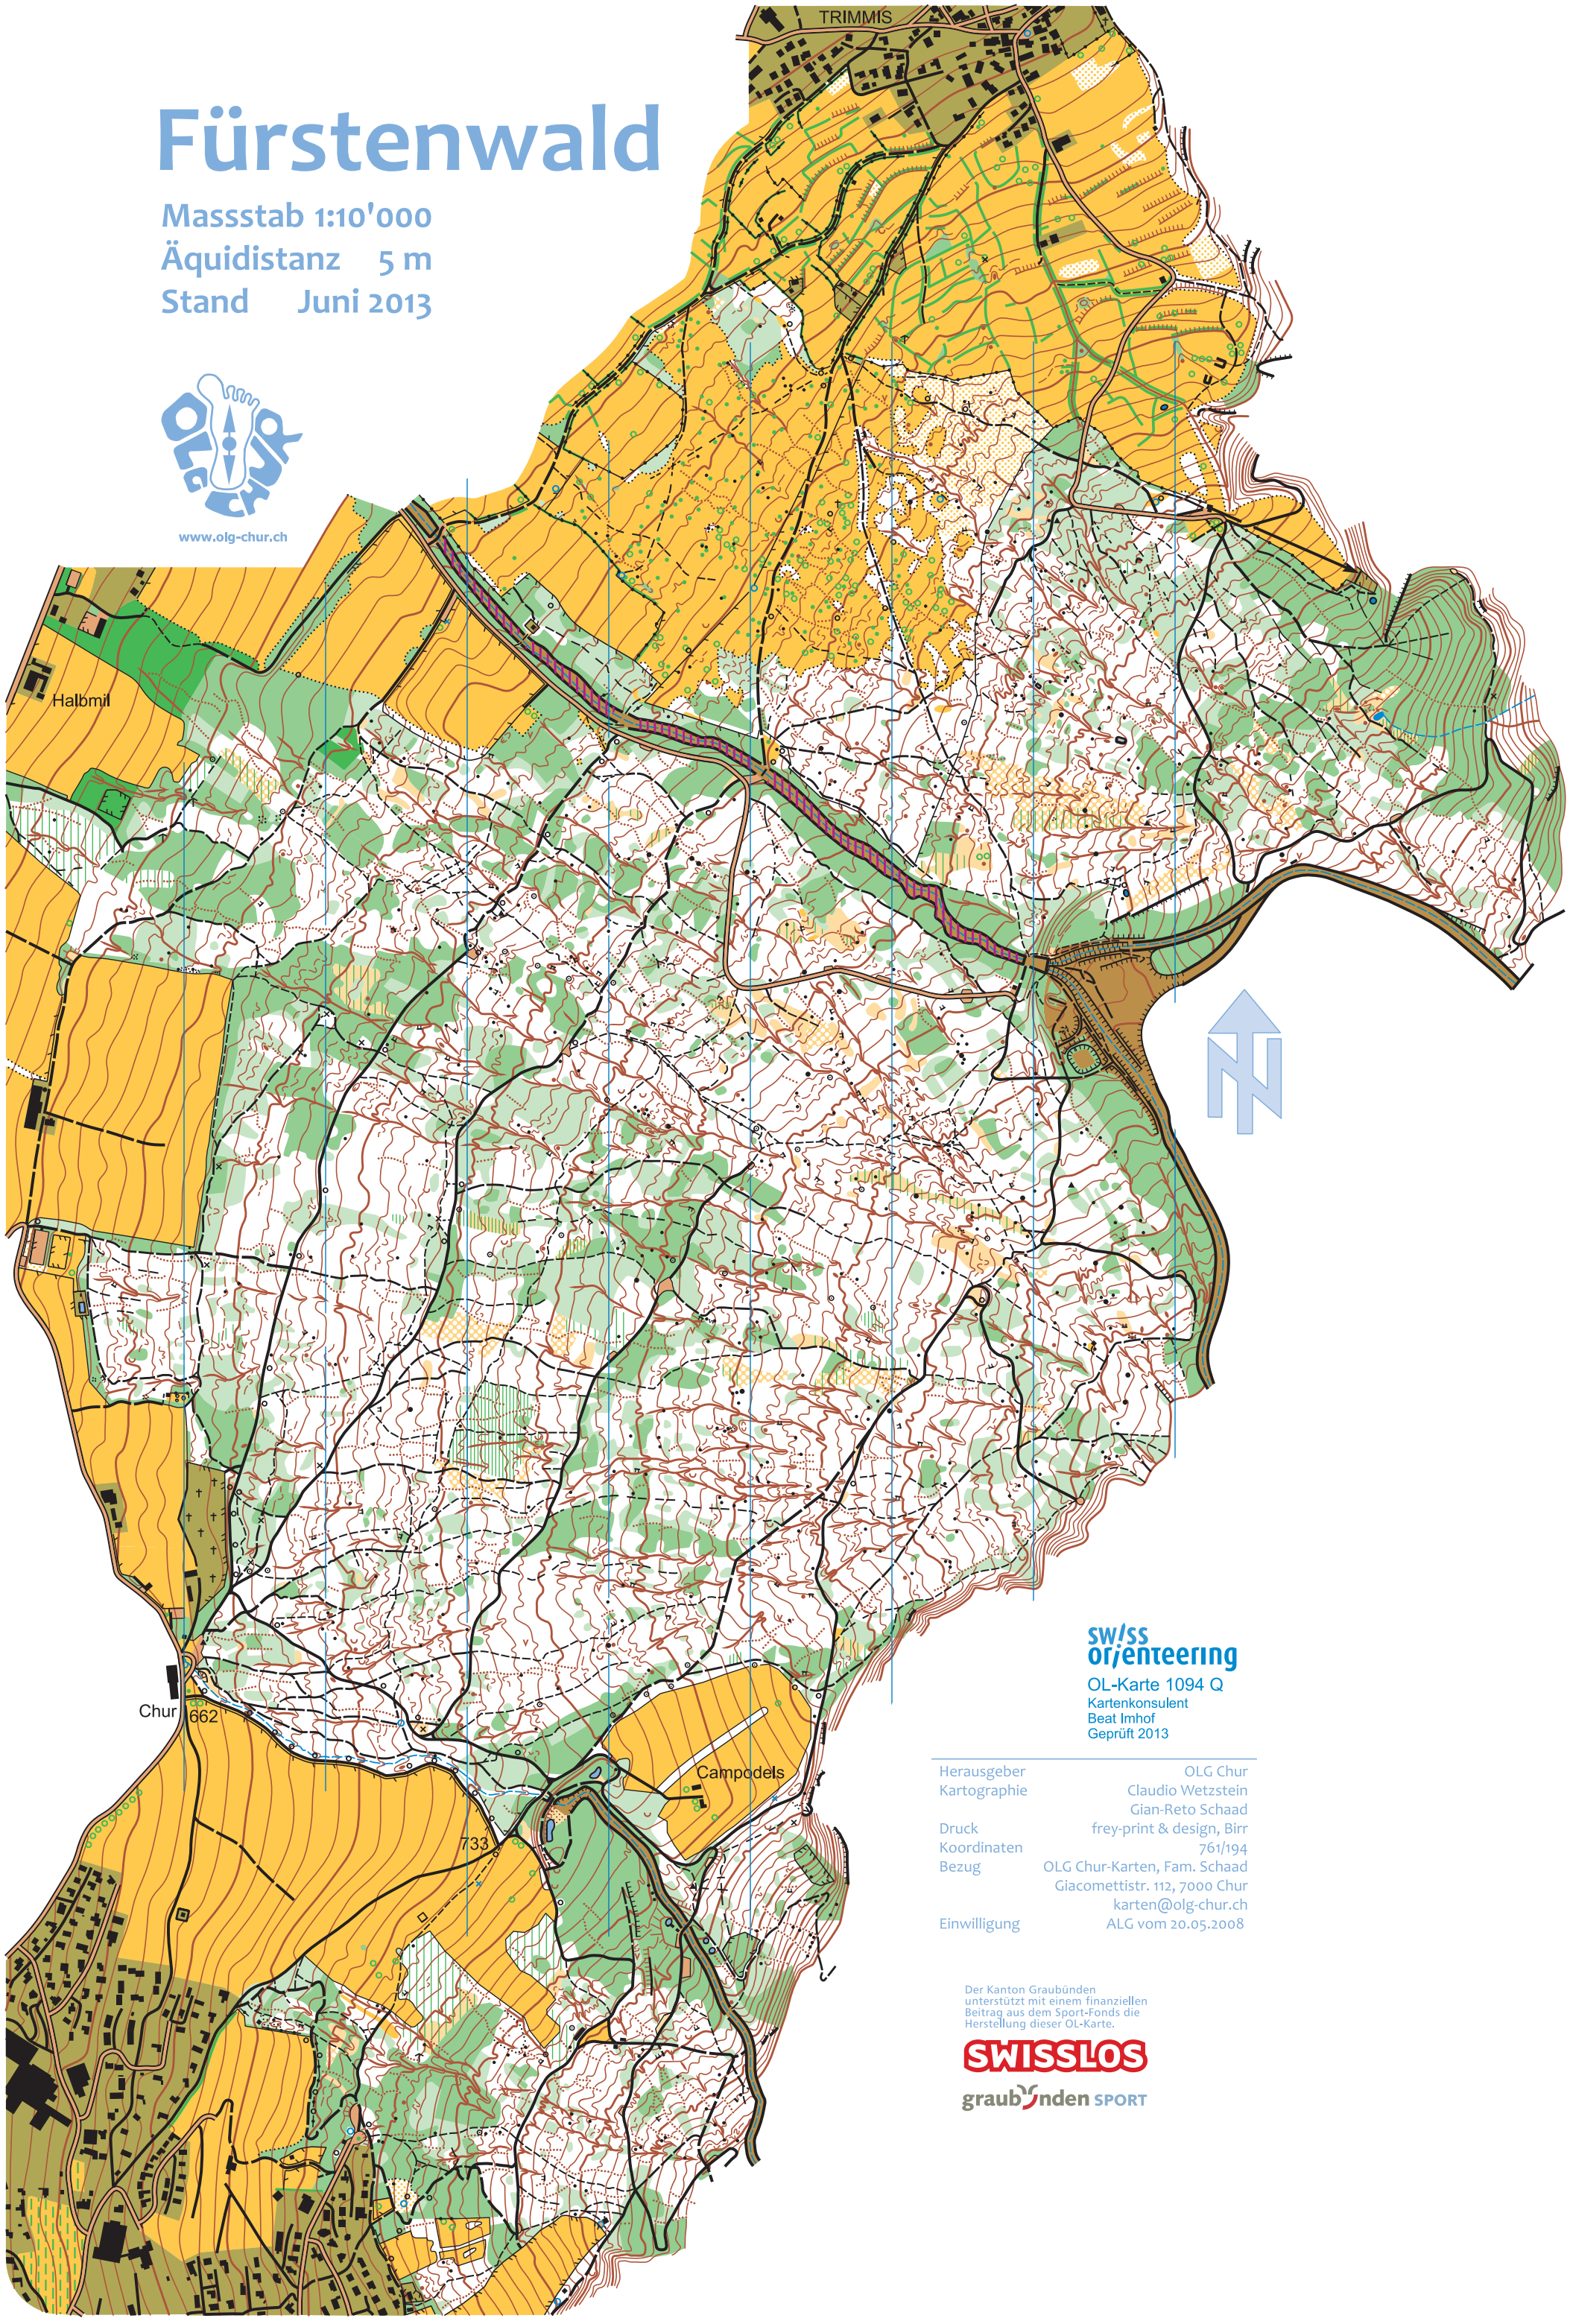 TRIMMIS
Fürstenwald
Massstab 1:10'000
Äquidistanz 5 m
Stand Juni 2013
OLG CHUR
www.olg-chur.ch
Halbmil
N
Chur 662
Campodels
733
swiss
orienteering
OL-Karte 1094 Q
Kartenkonsulent
Beat Imhof
Geprüft 2013
Herausgeber OLG Chur
Kartographie Claudio Wetzstein
Gian-Reto Schaad
Druck frey-print & design, Birr
Koordinaten 761/194
Bezug OLG Chur-Karten, Fam. Schaad
Giacomettistr. 112, 7000 Chur
karten@olg-chur.ch
Einwilligung ALG vom 20.05.2008
Der Kanton Graubünden
unterstützt mit einem finanziellen
Beitrag aus dem Sport-Fonds die
Herstellung dieser OL-Karte.
SWISSLOS
graubünden SPORT